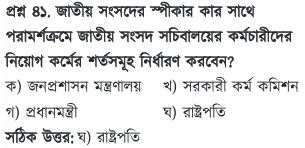 প্রশ্ন ৪১. জাতীয় সংসদের স্পীকার কার সাথে
পরামর্শক্রমে জাতীয় সংসদ সচিবালয়ের কর্মচারীদের
নিয়োগ কর্মের শর্তসমূহ নির্ধারণ করবেন?
ক) জনপ্রশাসন মন্ত্রণালয় খ) সরকারী কর্ম কমিশন
গ) প্রধানমন্ত্রী ঘ) রাষ্ট্রপতি
সঠিক উত্তর: ঘ) রাষ্ট্রপতি